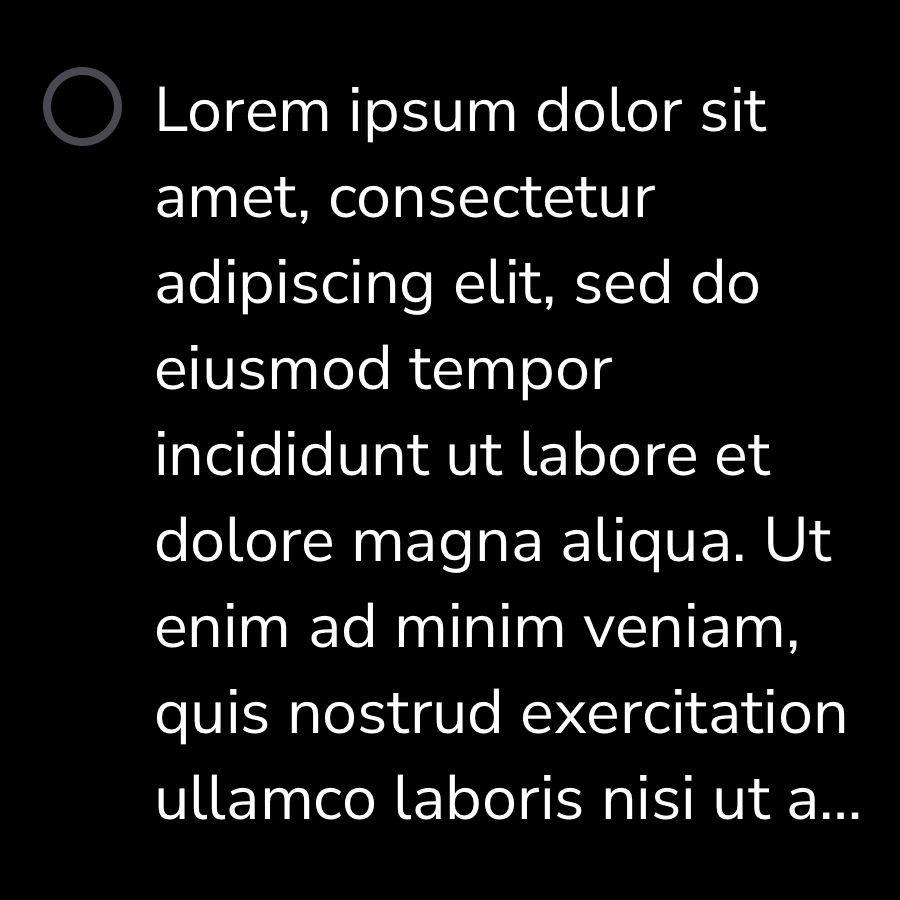 Lorem ipsum dolor sit
amet, consectetur
adipiscing elit, sed do
eiusmod tempor
incididunt ut labore et
dolore magna aliqua. Ut
enim ad minim veniam,
quis nostrud exercitation
ullamco laboris nisi ut a...